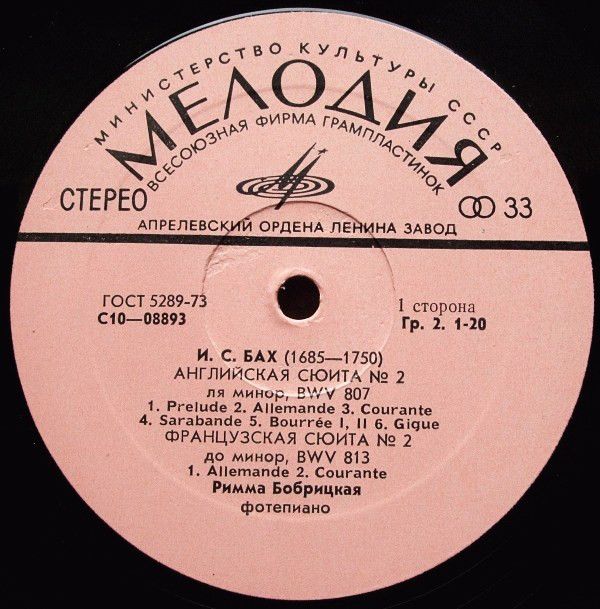 МИНИСТЕРСТВО КУЛЬТУРЫ СССР
МЕЛОДИЯ
ВСЕСОЮЗНАЯ ФИРМА ГРАМПЛАСТИНОК
СТЕРЕО
33
АПРЕЛЕВСКИЙ ОРДЕНА ЛЕНИНА ЗАВОД
ГОСТ 5289-73
С10—08893
1 сторона
Гр. 2. 1-20
И. С. БАХ (1685—1750)
АНГЛИЙСКАЯ СЮИТА № 2
ля минор, BWV 807
1. Prelude 2. Allemande 3. Courante
4. Sarabande 5. Bourrée I, II 6. Gigue
ФРАНЦУЗСКАЯ СЮИТА № 2
до минор, BWV 813
1. Allemande 2. Courante
Римма Бобрицкая
фотепиано